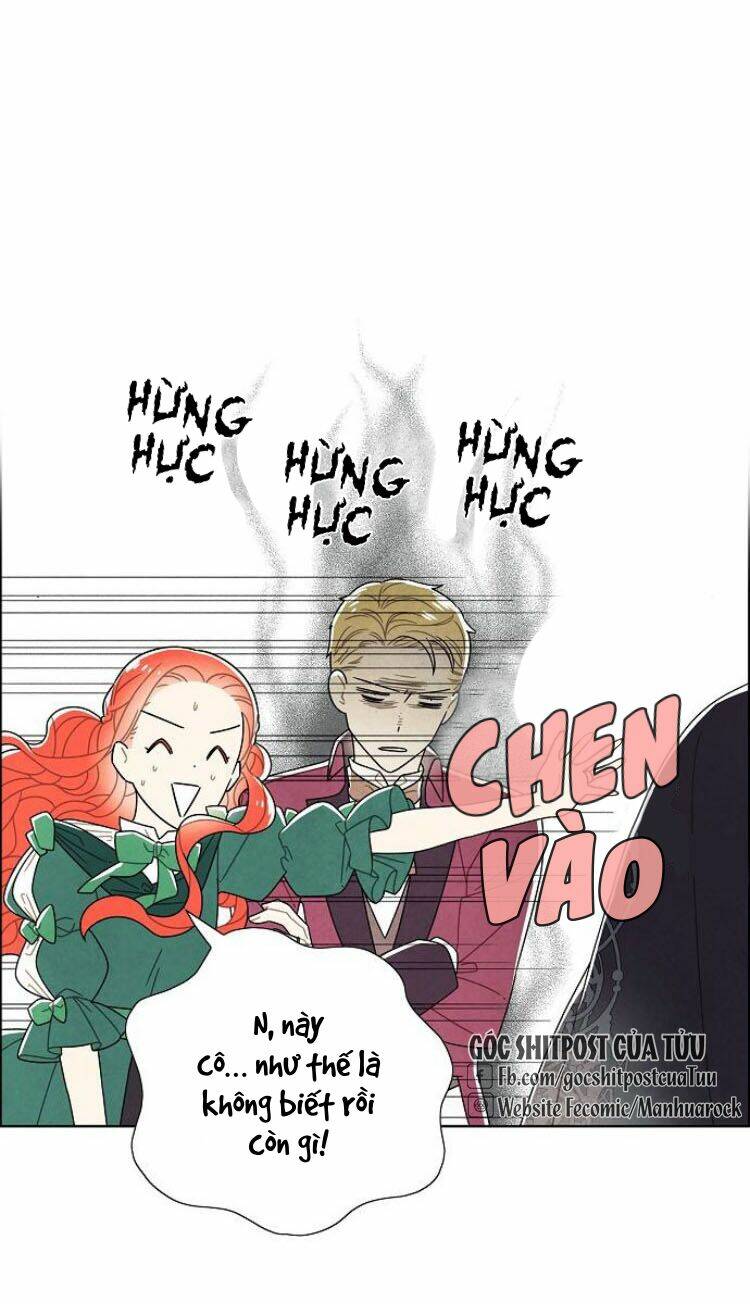 HỪNG
HỰC
HỪNG
HỰC
HỪNG
HỰC
CHEN
VÀO
N, này
cô... như thế là
không biết rồi
còn gì!
GÓC SHITPOST CỦA TỬU
Fb.com/gocshitpostcuaTuu
Website Fecomic/Manhuarock